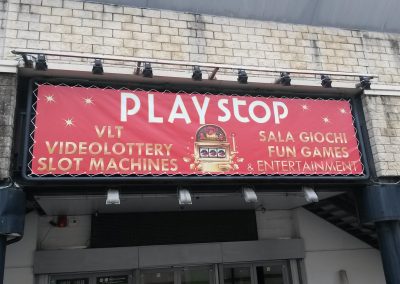 PLAYSTOP
VLT
VIDEOLOTTERY
SLOT MACHINES
SALA GIOCHI
FUN GAMES
& ENTERTAINMENT